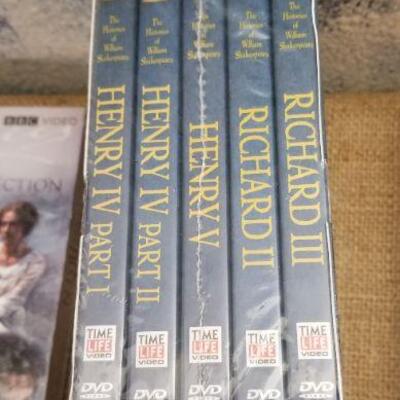 BBC VIDEO
CTION
The
Histories
of
William
Shakespeare
HENRY IV
PART I
TIME
LIFE
VIDEO
DVD
The
Histories
of
William
Shakespeare
HENRY IV
PART II
TIME
LIFE
VIDEO
DVD
The
Histories
of
William
Shakespeare
HENRY V
TIME
LIFE
VIDEO
DVD
The
Histories
of
William
Shakespeare
RICHARD II
TIME
LIFE
VIDEO
DVD
The
Histories
of
William
Shakespeare
RICHARD III
TIME
LIFE
VIDEO
DVD